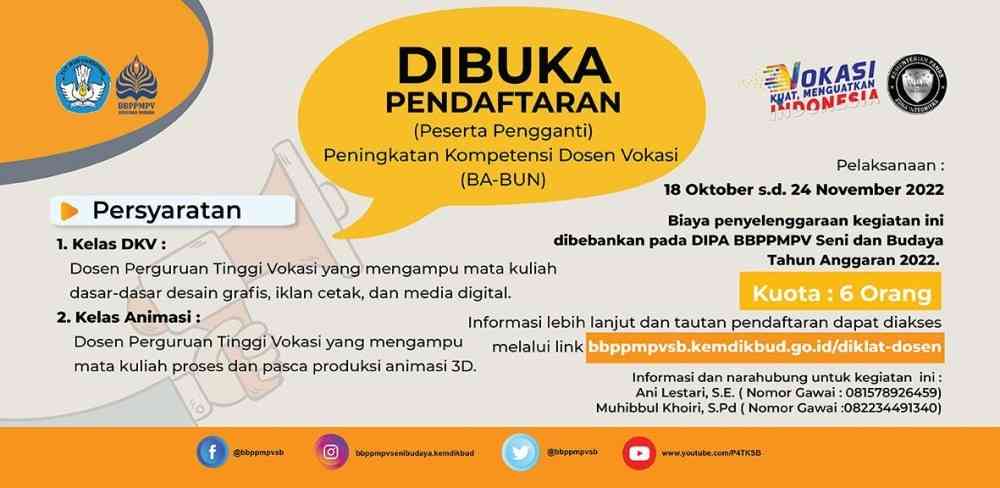 DIBUKA
PENDAFTARAN
(Peserta Pengganti)
Peningkatan Kompetensi Dosen Vokasi
(BA-BUN)
BBPPMPV
VOKASI
KUAT, MENGUATKAN
INDONESIA
Pelaksanaan :
18 Oktober s.d. 24 November 2022
Biaya penyelenggaraan kegiatan ini
dibebankan pada DIPA BBPPMPV Seni dan Budaya
Tahun Anggaran 2022.
Kuota : 6 Orang
Persyaratan
1. Kelas DKV :
Dosen Perguruan Tinggi Vokasi yang mengampu mata kuliah
dasar-dasar desain grafis, iklan cetak, dan media digital.
2. Kelas Animasi :
Dosen Perguruan Tinggi Vokasi yang mengampu
mata kuliah proses dan pasca produksi animasi 3D.
Informasi lebih lanjut dan tautan pendaftaran dapat diakses
melalui link bbppmpvsb.kemdikbud.go.id/diklat-dosen
Informasi dan narahubung untuk kegiatan ini :
Ani Lestari, S.E. ( Nomor Gawai : 081578926459)
Muhibbul Khoiri, S.Pd ( Nomor Gawai :082234491340)
@bbppmpvsb
bbppmpvsenibudaya.kemdikbud
@bbppmpvsb
www.youtube.com/P4TKSB